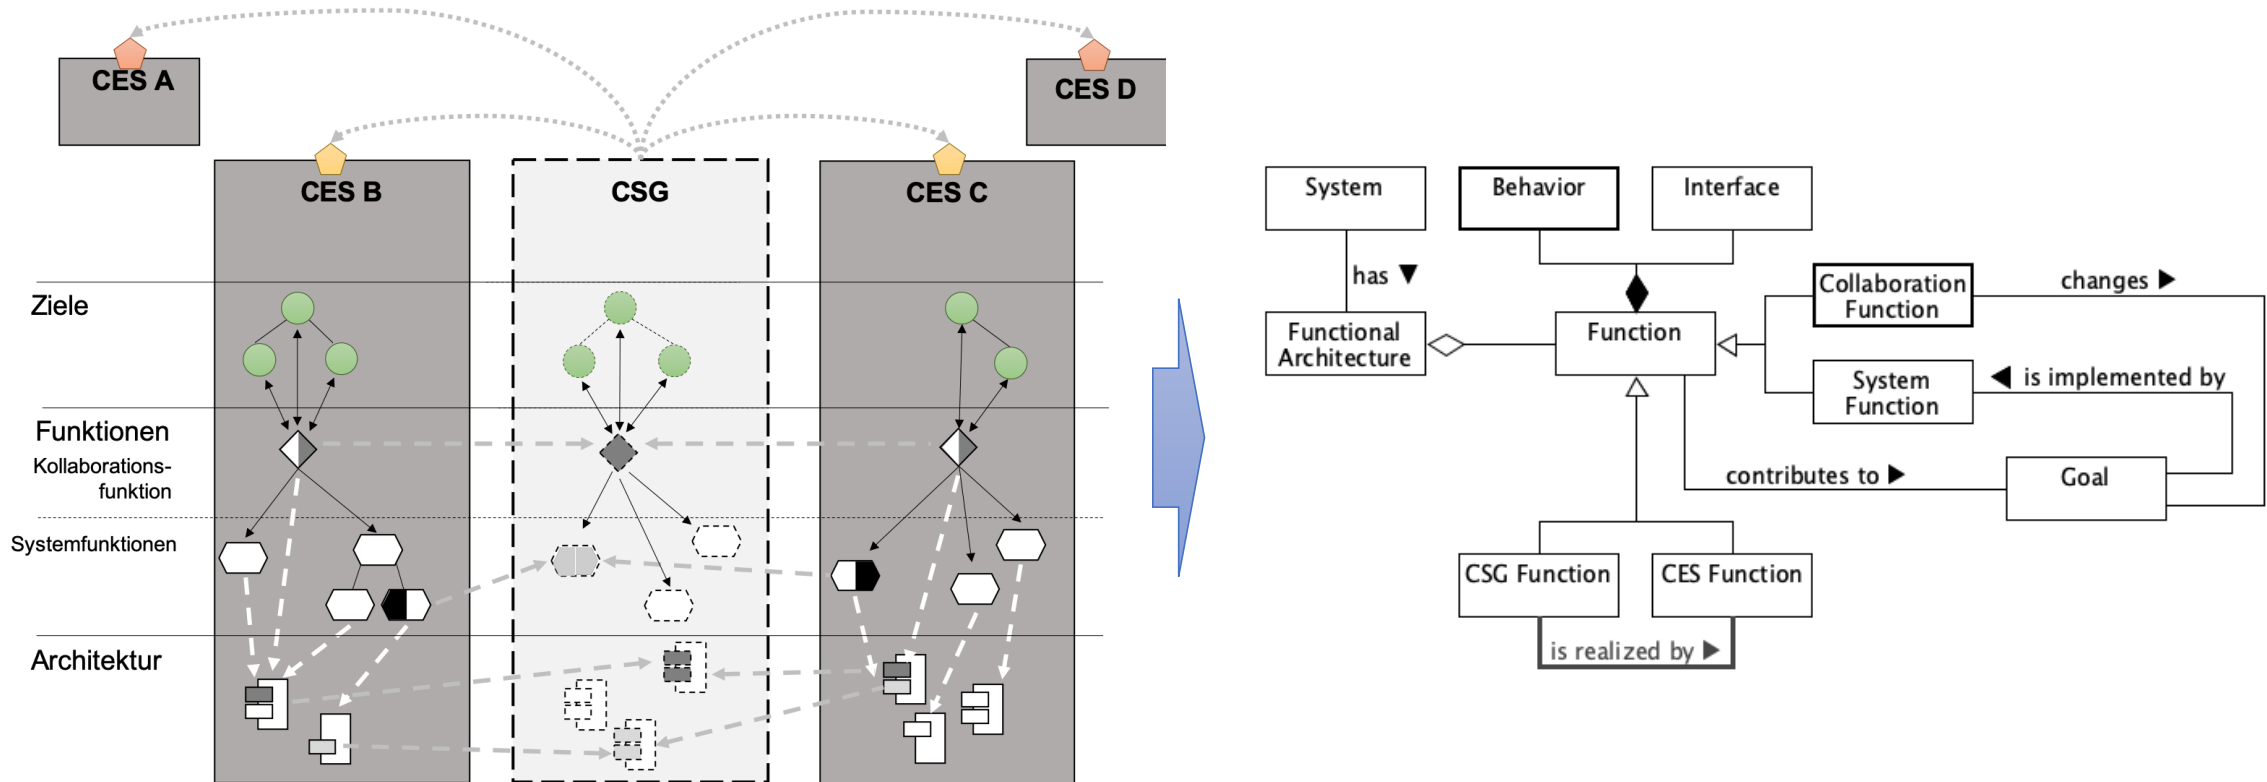 CES A
CES D
CES B
CSG
CES C
Ziele
Funktionen
Kollaborations-
funktion
Systemfunktionen
Architektur
System
Behavior
Interface
has ▼
Collaboration
Function
changes ▶
Functional
Architecture
Function
System
Function
◀ is implemented by
contributes to ▶
Goal
CSG Function
CES Function
is realized by ▶